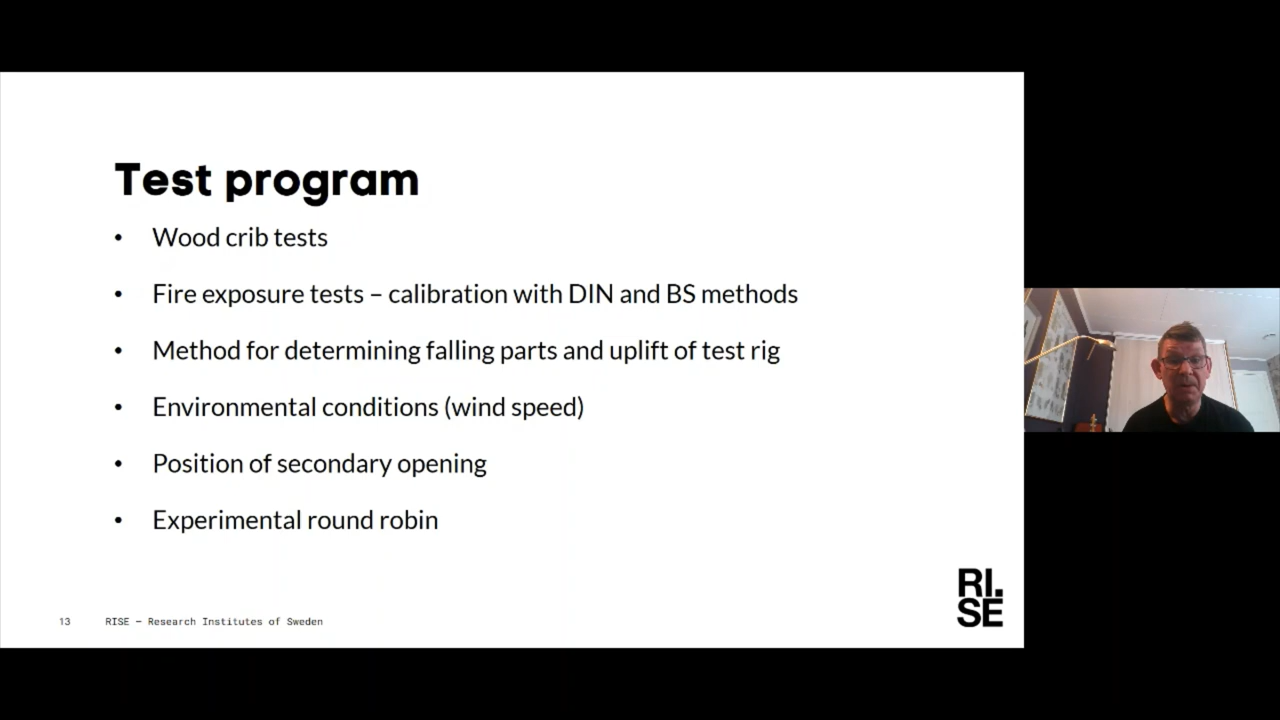 Test program
• Wood crib tests
• Fire exposure tests – calibration with DIN and BS methods
• Method for determining falling parts and uplift of test rig
• Environmental conditions (wind speed)
• Position of secondary opening
• Experimental round robin
13 RISE — Research Institutes of Sweden
RI.
SE